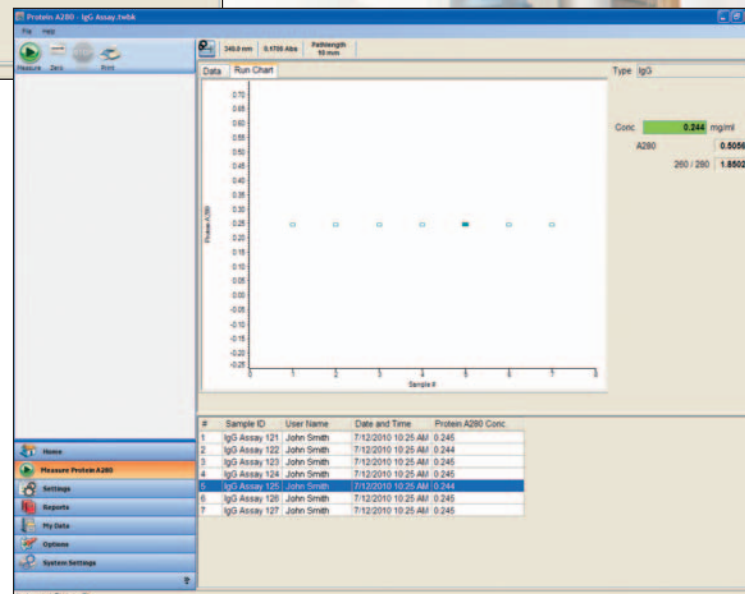 Protein A280 - IgG Assay.twbk
File Help
Measure Zero Print
340.0 mm 0.1705 Abs Pathlength 10 mm
Data Run Chart
Type IgG
Conc. 0.244 mg/ml
A280 0.5056
260 / 280 1.8502
Protein A280
0.70
0.65
0.60
0.55
0.50
0.45
0.40
0.35
0.30
0.25
0.20
0.15
0.10
0.05
0.00
-0.05
-0.10
-0.15
-0.20
-0.25
0 1 2 3 4 5 6 7 8
Sample #
# Sample ID User Name Date and Time Protein A280 Conc.
1 IgG Assay 121 John Smith 7/12/2010 10:25 AM 0.245
2 IgG Assay 122 John Smith 7/12/2010 10:25 AM 0.244
3 IgG Assay 123 John Smith 7/12/2010 10:25 AM 0.245
4 IgG Assay 124 John Smith 7/12/2010 10:25 AM 0.245
5 IgG Assay 125 John Smith 7/12/2010 10:25 AM 0.244
6 IgG Assay 126 John Smith 7/12/2010 10:25 AM 0.245
7 IgG Assay 127 John Smith 7/12/2010 10:25 AM 0.245
Home
Measure Protein A280
Settings
Reports
My Data
Options
System Settings